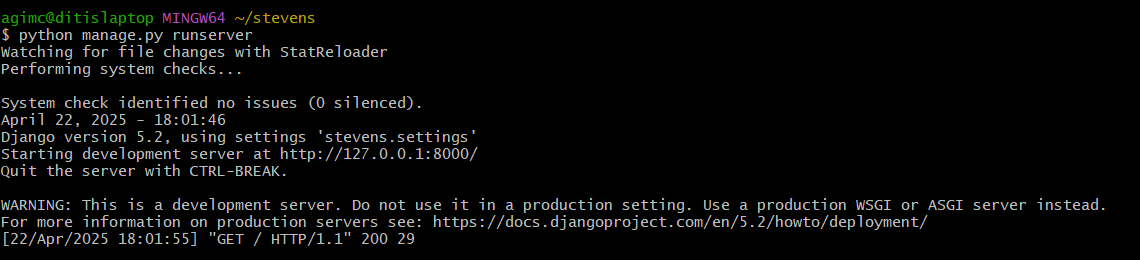 agimc@ditislaptop MINGW64 ~/stevens
$ python manage.py runserver
Watching for file changes with StatReloader
Performing system checks...
System check identified no issues (0 silenced).
April 22, 2025 - 18:01:46
Django version 5.2, using settings 'stevens.settings'
Starting development server at http://127.0.0.1:8000/
Quit the server with CTRL-BREAK.
WARNING: This is a development server. Do not use it in a production setting. Use a production WSGI or ASGI server instead.
For more information on production servers see: https://docs.djangoproject.com/en/5.2/howto/deployment/
[22/Apr/2025 18:01:55] "GET / HTTP/1.1" 200 29